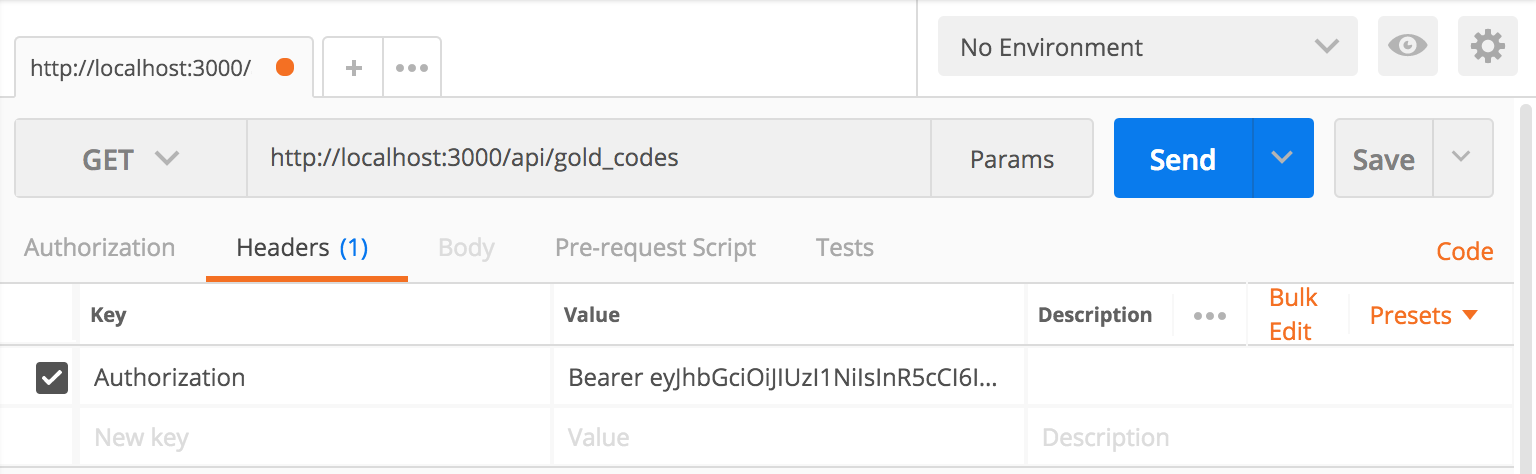 http://localhost:3000/
No Environment
GET http://localhost:3000/api/gold_codes Params Send Save
Authorization Headers (1) Body Pre-request Script Tests Code
Key Value Description Bulk Edit Presets
Authorization Bearer eyJhbGciOiJIUzI1NiIsInR5cCI6I...
New key Value Description